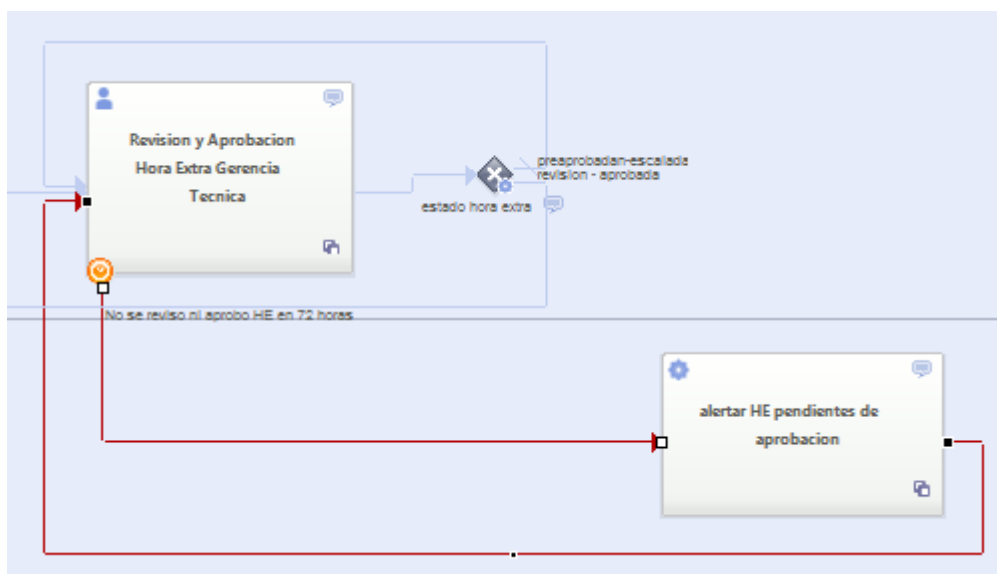 Revision y Aprobacion
Hora Extra Gerencia
Tecnica
preaprobadan-escalada
revision - aprobada
estado hora extra
No se reviso ni aprobo HE en 72 horas
alertar HE pendientes de
aprobacion